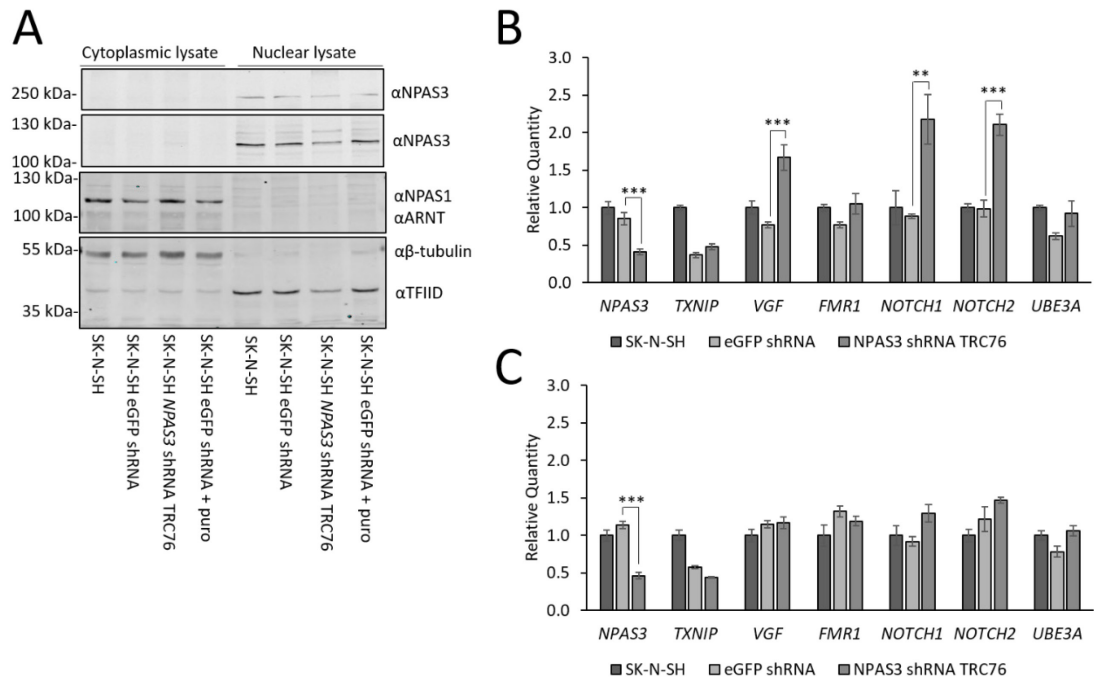 A
Cytoplasmic lysate Nuclear lysate
250 kDa- αNPAS3
130 kDa-
αNPAS3
100 kDa-
130 kDa-
αNPAS1
100 kDa- αARNT
55 kDa- αβ-tubulin
αTFIID
35 kDa-
SK-N-SH
SK-N-SH eGFP shRNA
SK-N-SH NPAS3 shRNA TRC76
SK-N-SH eGFP shRNA + puro
SK-N-SH
SK-N-SH eGFP shRNA
SK-N-SH NPAS3 shRNA TRC76
SK-N-SH eGFP shRNA + puro
B
Relative Quantity
3.0
2.5
2.0
1.5
1.0
0.5
0.0
***
***
**
***
NPAS3 TXNIP VGF FMR1 NOTCH1 NOTCH2 UBE3A
SK-N-SH eGFP shRNA NPAS3 shRNA TRC76
C
Relative Quantity
3.0
2.5
2.0
1.5
1.0
0.5
0.0
***
NPAS3 TXNIP VGF FMR1 NOTCH1 NOTCH2 UBE3A
SK-N-SH eGFP shRNA NPAS3 shRNA TRC76